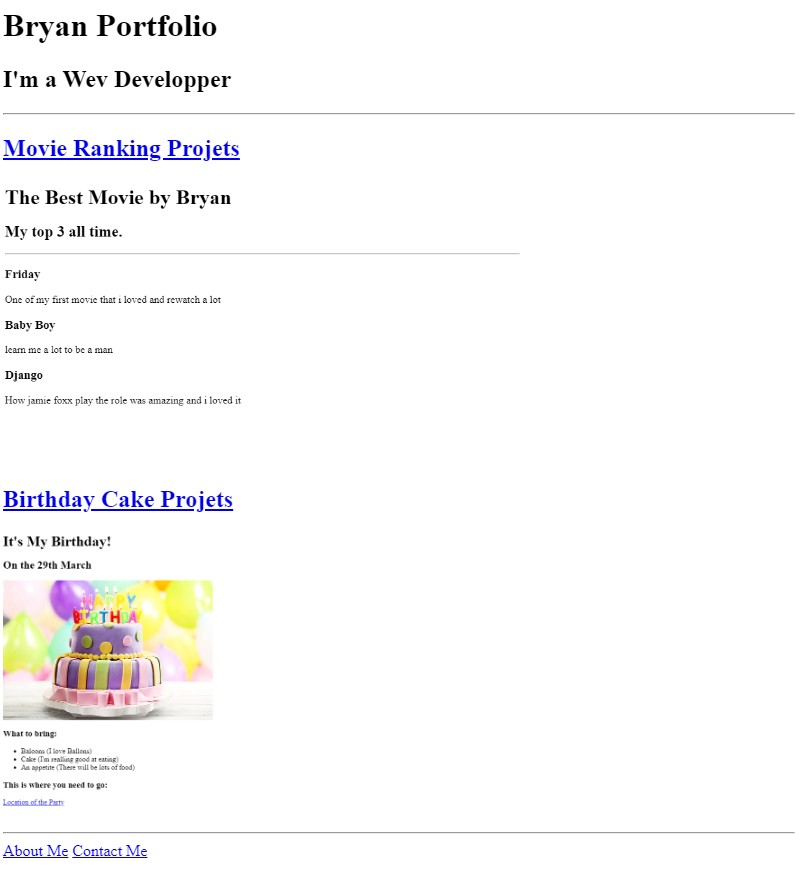 Bryan Portfolio
I'm a Wev Developper
Movie Ranking Projets
The Best Movie by Bryan
My top 3 all time.
Friday
One of my first movie that i loved and rewatch a lot
Baby Boy
learn me a lot to be a man
Django
How jamie foxx play the role was amazing and i loved it
Birthday Cake Projets
It's My Birthday!
On the 29th March
HAPPY
BIRTHDAY
What to bring:
Baloons (I love Ballons)
Cake (I'm realling good at eating)
An appetite (There will be lots of food)
This is where you need to go:
Location of the Party
About Me Contact Me